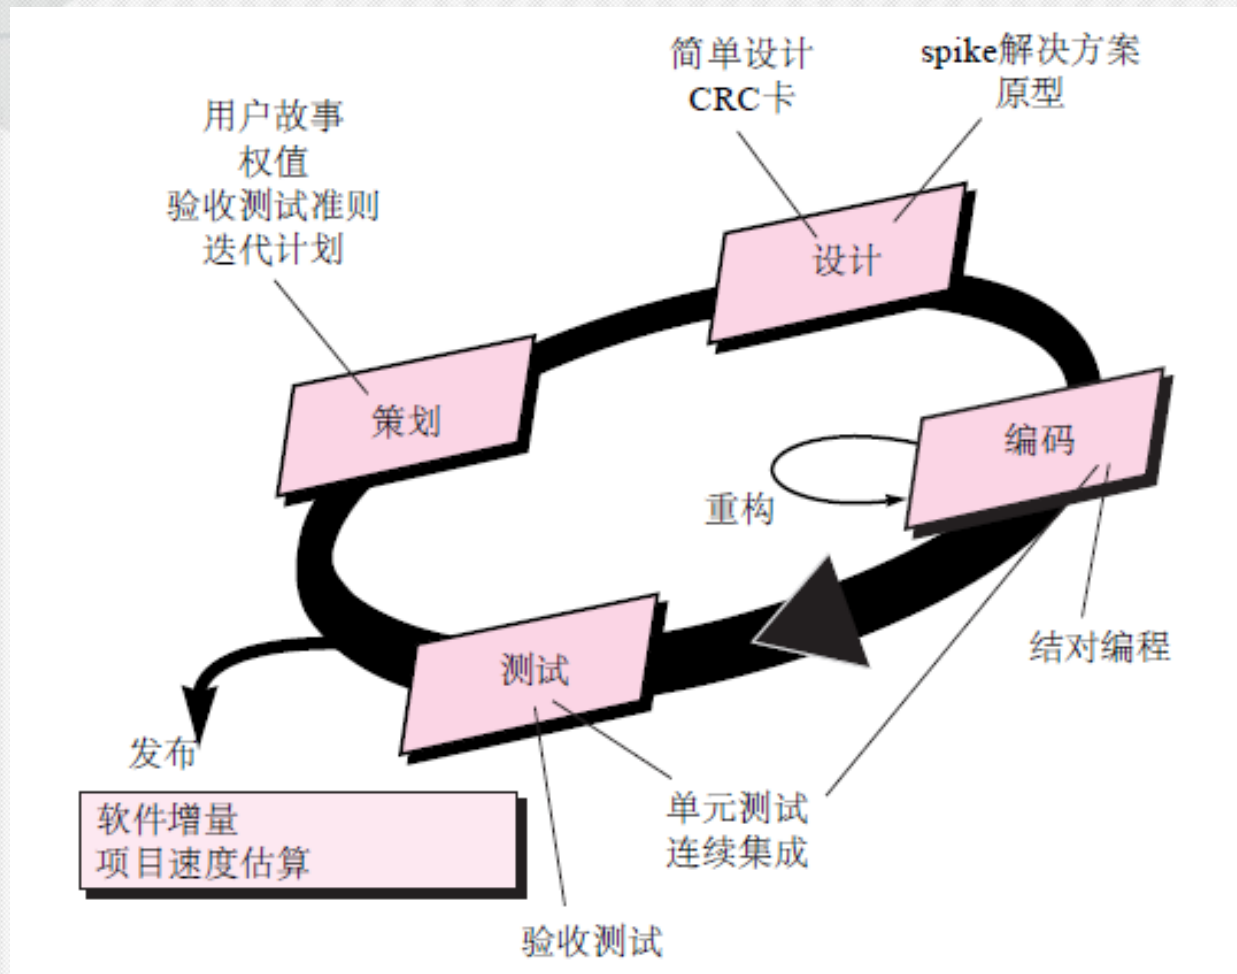 简单设计
CRC卡
spike解决方案
原型
用户故事
权值
验收测试准则
迭代计划
设计
策划
编码
重构
结对编程
测试
发布
软件增量
项目速度估算
单元测试
连续集成
验收测试